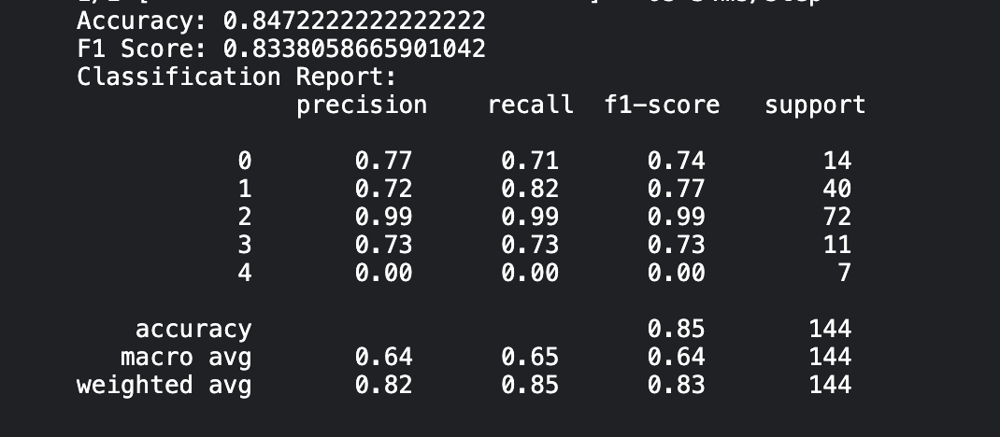 Accuracy: 0.8472222222222222
F1 Score: 0.8338058665901042
Classification Report:
precision recall f1-score support
0 0.77 0.71 0.74 14
1 0.72 0.82 0.77 40
2 0.99 0.99 0.99 72
3 0.73 0.73 0.73 11
4 0.00 0.00 0.00 7
accuracy 0.85 144
macro avg 0.64 0.65 0.64 144
weighted avg 0.82 0.85 0.83 144